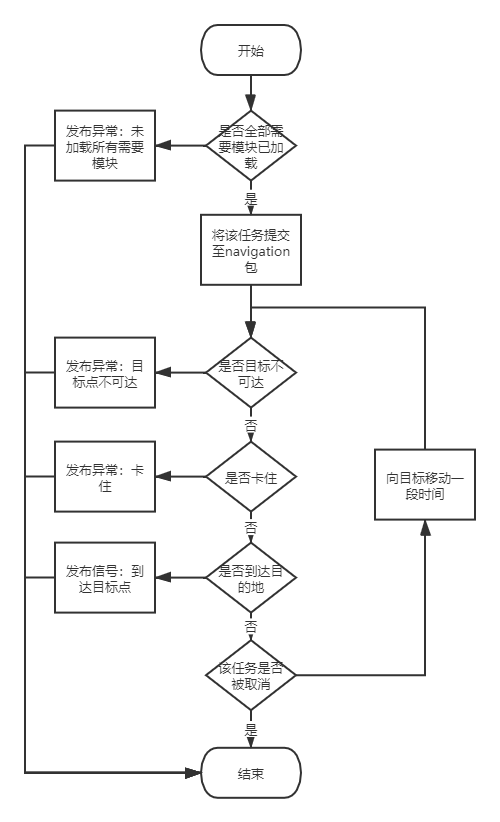 开始
是否全部需
要模块已加
载
发布异常：未
加载所有需要
模块
是
将该任务提交
至navigation
包
是否目标不
可达
发布异常：目
标点不可达
否
是否卡住
发布异常：卡
住
向目标移动一
段时间
否
是否到达目
的地
发布信号：到
达目标点
否
该任务是否
被取消
是
结束